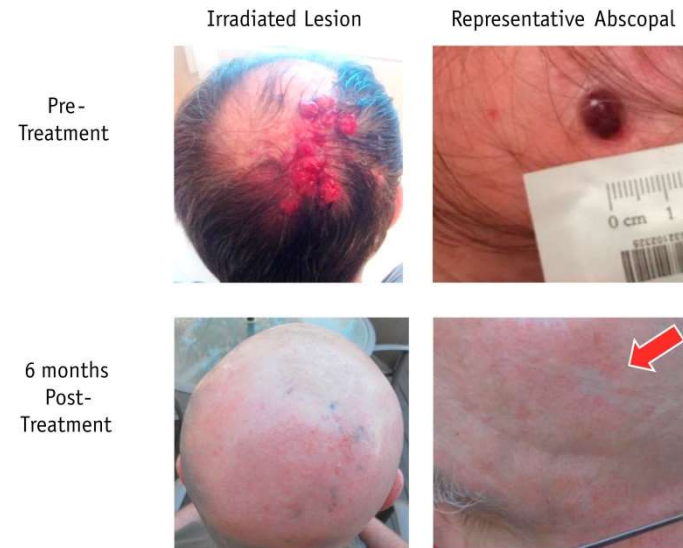 Irradiated Lesion
Representative Abscopal
Pre-
Treatment
0 cm 1
6 months
Post-
Treatment